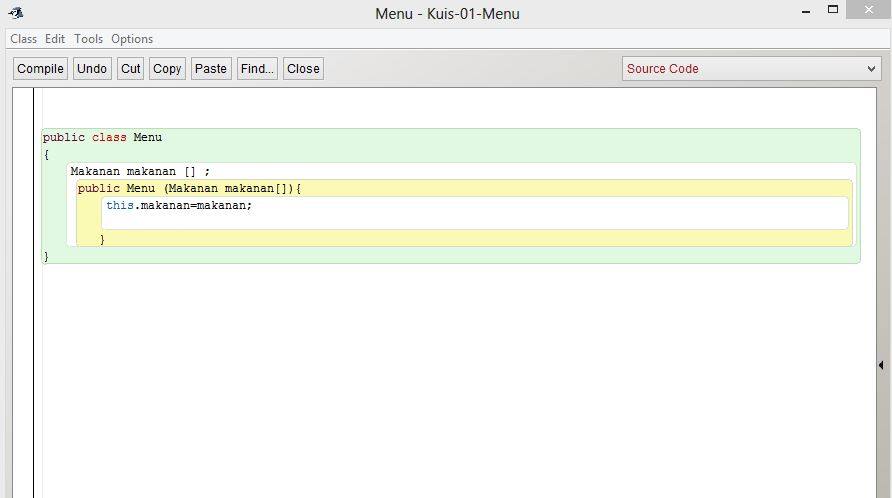 Menu - Kuis-01-Menu
Class Edit Tools Options
Compile Undo Cut Copy Paste Find... Close Source Code
public class Menu
{
Makanan makanan [] ;
public Menu (Makanan makanan[]){
this.makanan=makanan;
}
}